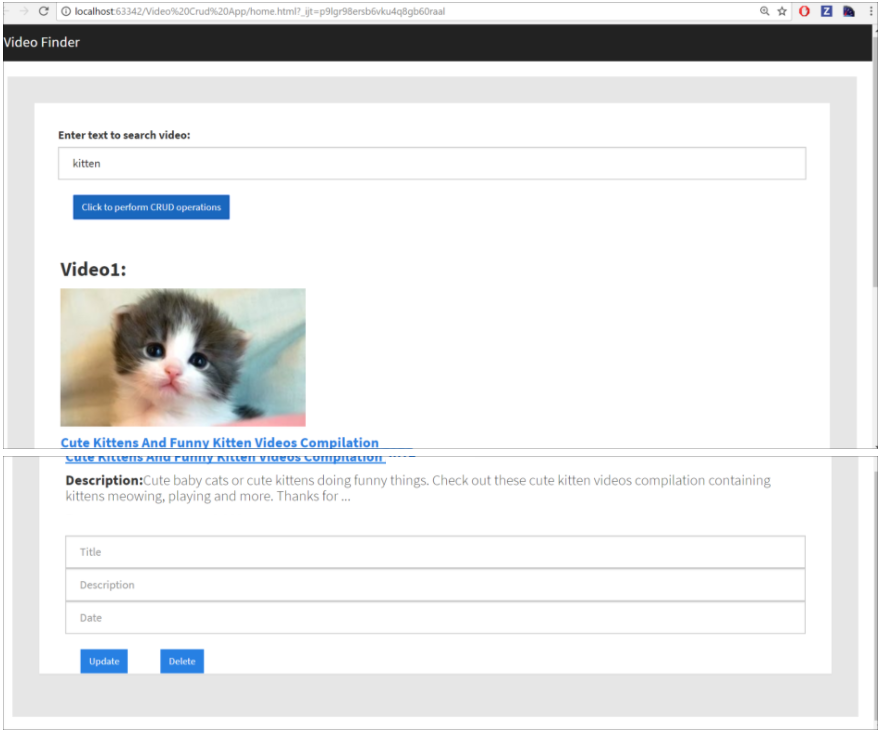 localhost:63342/Video%20Crud%20App/home.html?_ijt=p9lgr98ersb6vku4q8gb60raal
Video Finder
Enter text to search video:
kitten
Click to perform CRUD operations
Video1:
Cute Kittens And Funny Kitten Videos Compilation
Cute Kittens And Funny Kitten Videos Compilation
Description:Cute baby cats or cute kittens doing funny things. Check out these cute kitten videos compilation containing
kittens meowing, playing and more. Thanks for ...
Title
Description
Date
Update
Delete